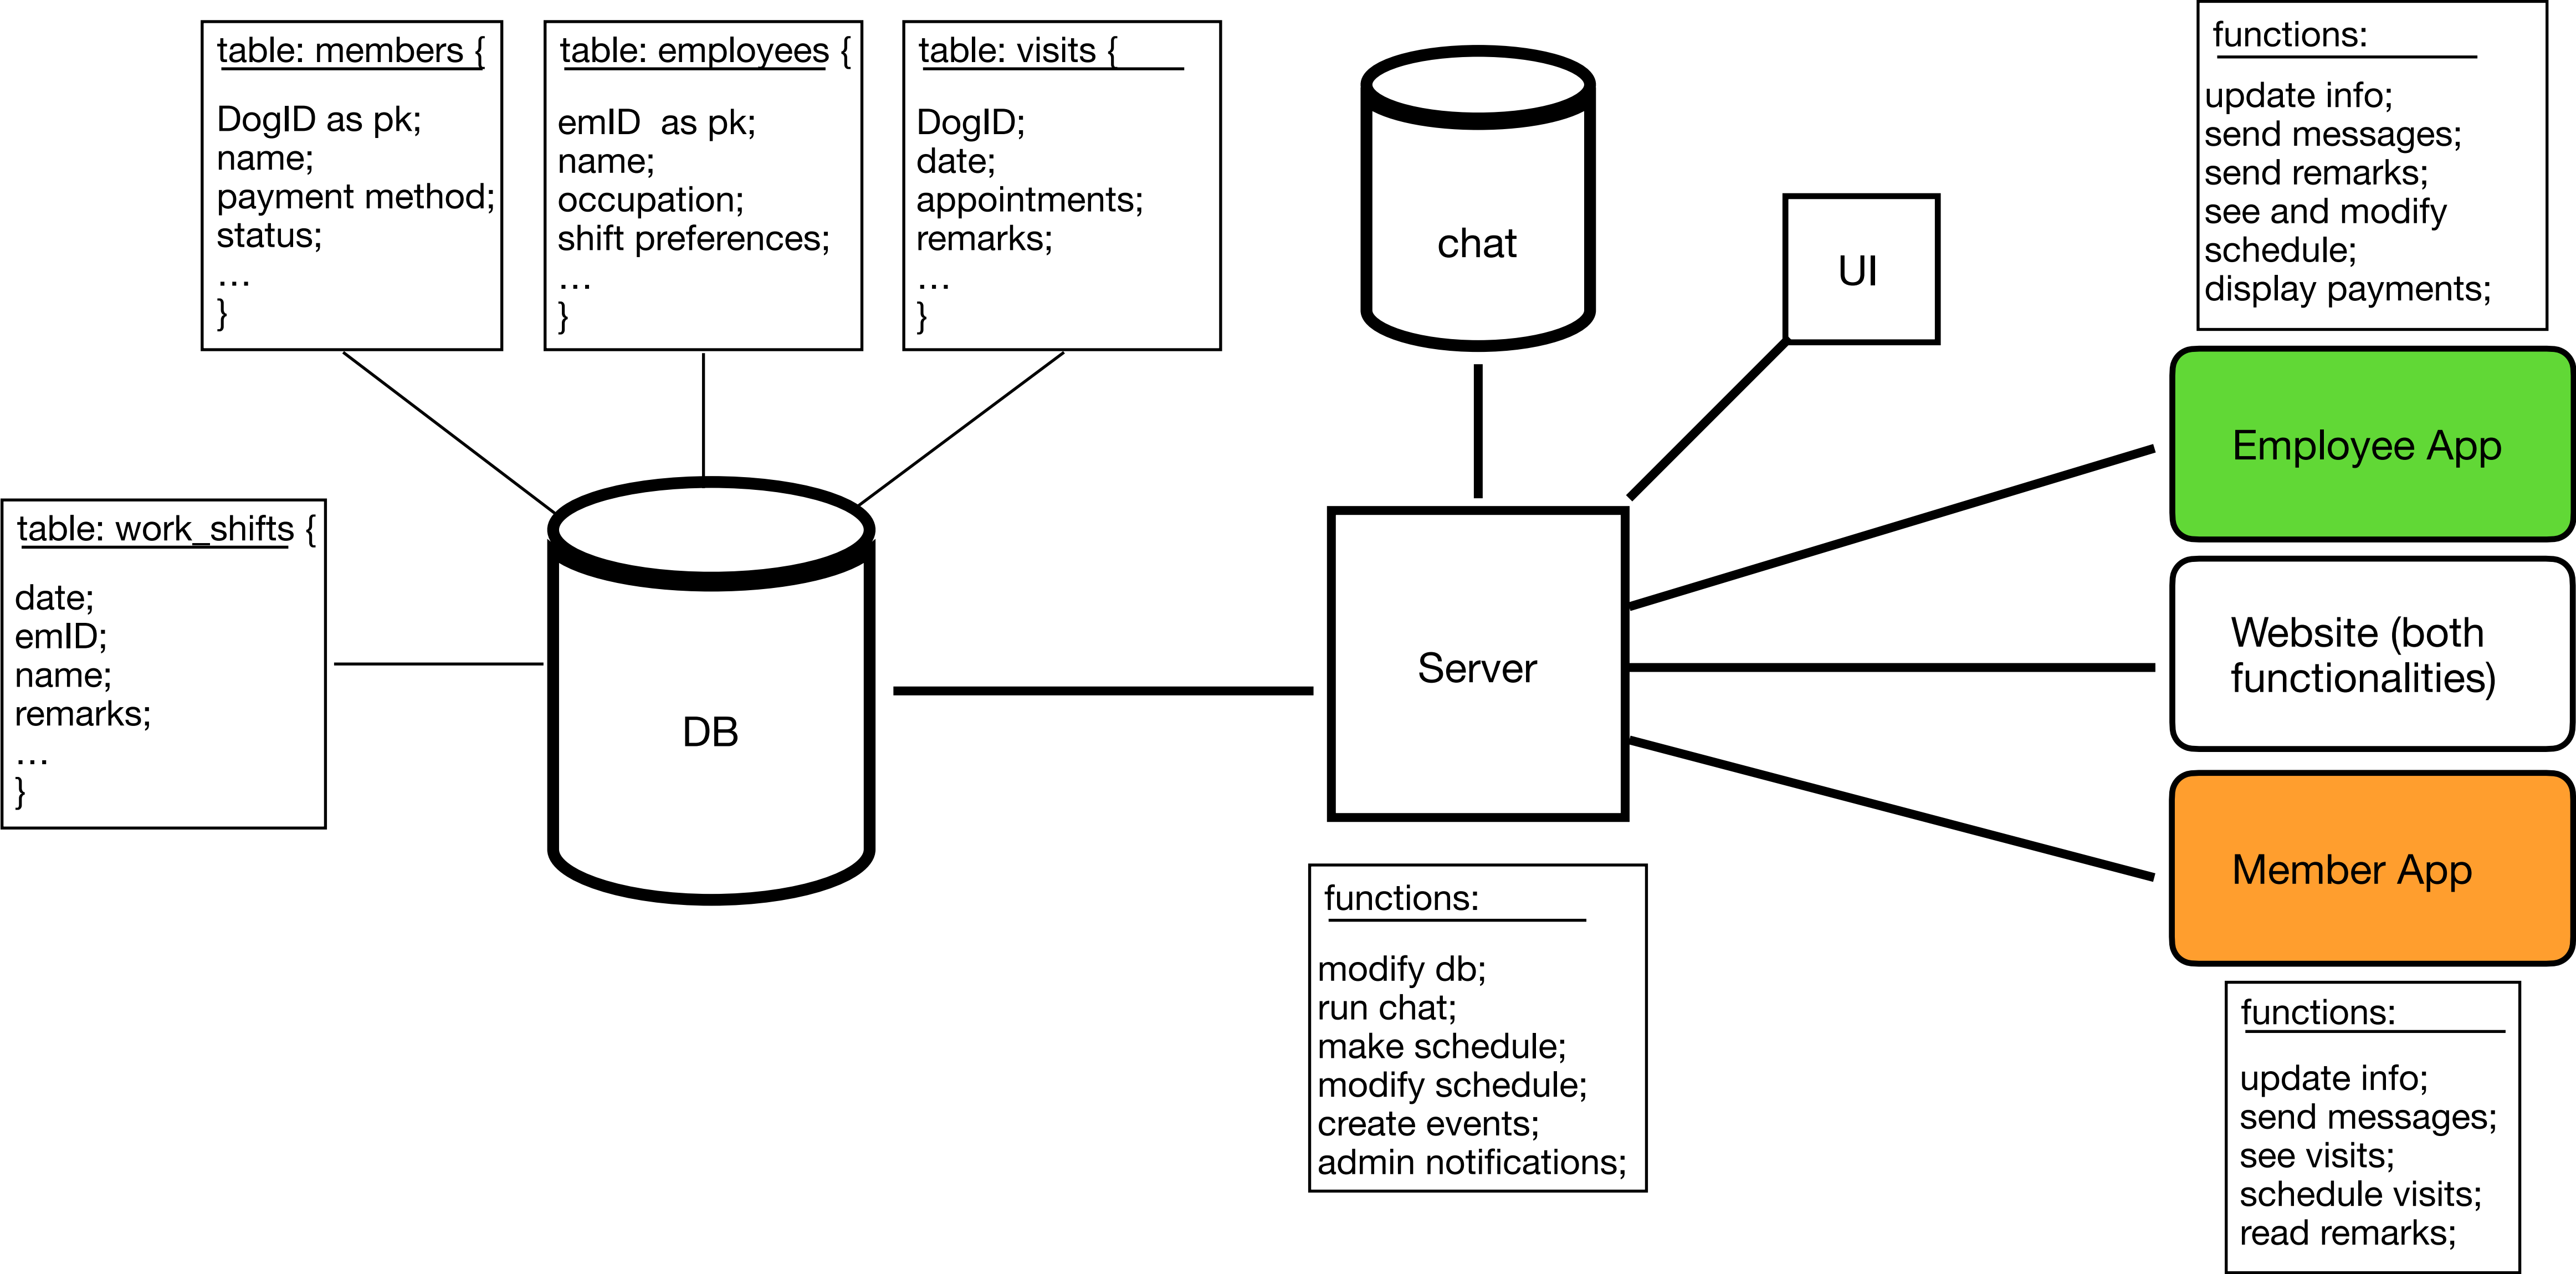 table: members {
DogID as pk;
name;
payment method;
status;
...
}
table: employees {
emID  as pk;
name;
occupation;
shift preferences;
...
}
table: visits {
DogID;
date;
appointments;
remarks;
...
}
chat
UI
functions:
update info;
send messages;
send remarks;
see and modify
schedule;
display payments;
Employee App
table: work_shifts {
date;
emID;
name;
remarks;
...
}
DB
Server
Website (both
functionalities)
Member App
functions:
modify db;
run chat;
make schedule;
modify schedule;
create events;
admin notifications;
functions:
update info;
send messages;
see visits;
schedule visits;
read remarks;